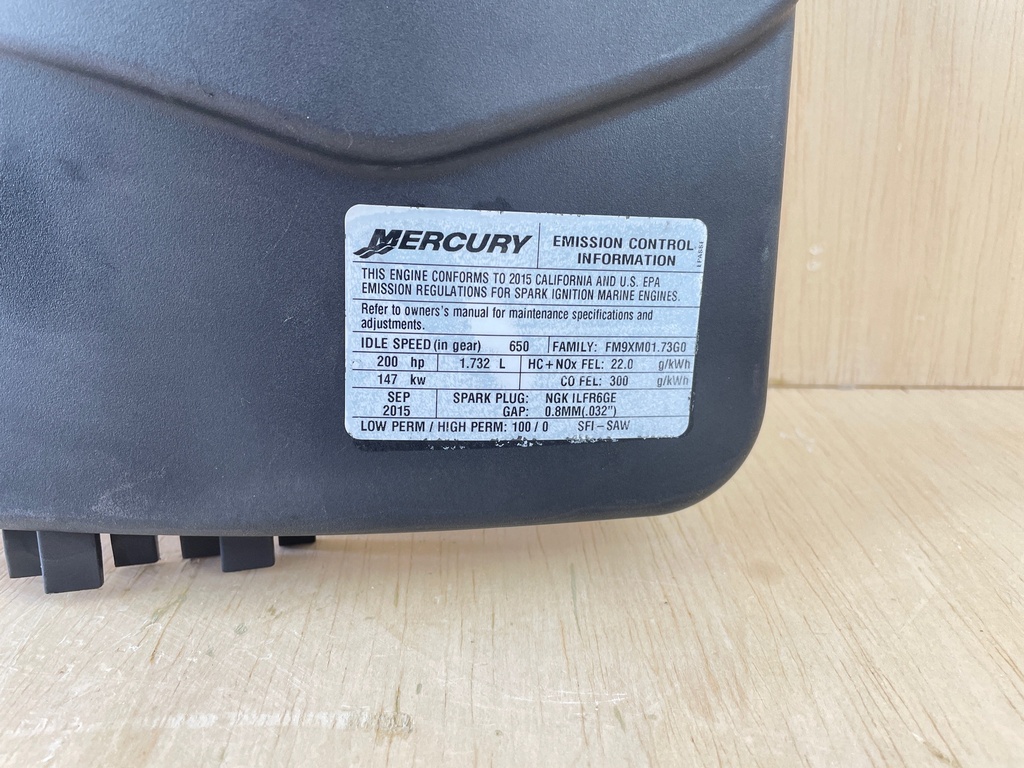 MERCURY
EMISSION CONTROL
INFORMATION
THIS ENGINE CONFORMS TO 2015 CALIFORNIA AND U.S. EPA
EMISSION REGULATIONS FOR SPARK IGNITION MARINE ENGINES.
Refer to owners's manual for maintenance specifications and
adjustments.
IDLE SPEED (in gear) 650 FAMILY: FM9XM01.73G0
200 hp 1.732 L HC+NOx FEL: 22.0 g/kWh
147 kw CO FEL: 300 g/kWh
SEP SPARK PLUG: NGK ILFR6GE
2015 GAP: 0.8MM(.032")
LOW PERM / HIGH PERM: 100 / 0 SFI-SAW